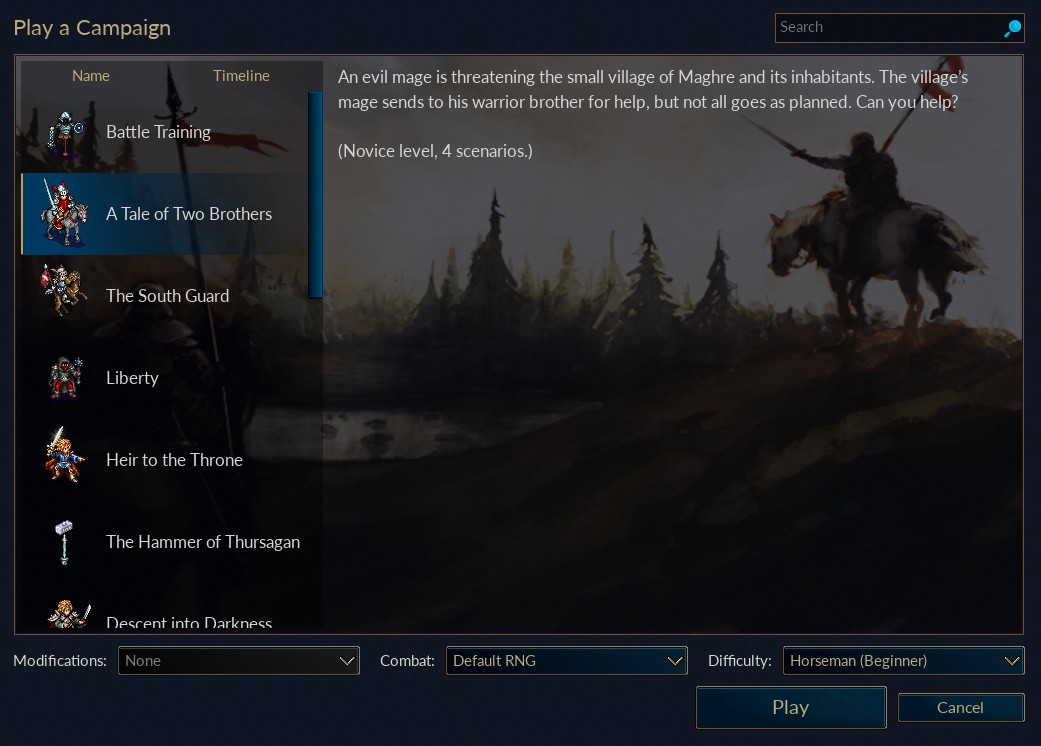 Play a Campaign
Search
Name Timeline
Battle Training
A Tale of Two Brothers
The South Guard
Liberty
Heir to the Throne
The Hammer of Thursagan
Descent into Darkness
An evil mage is threatening the small village of Maghre and its inhabitants. The village’s
mage sends to his warrior brother for help, but not all goes as planned. Can you help?
(Novice level, 4 scenarios.)
Modifications: None Combat: Default RNG Difficulty: Horseman (Beginner)
Play Cancel